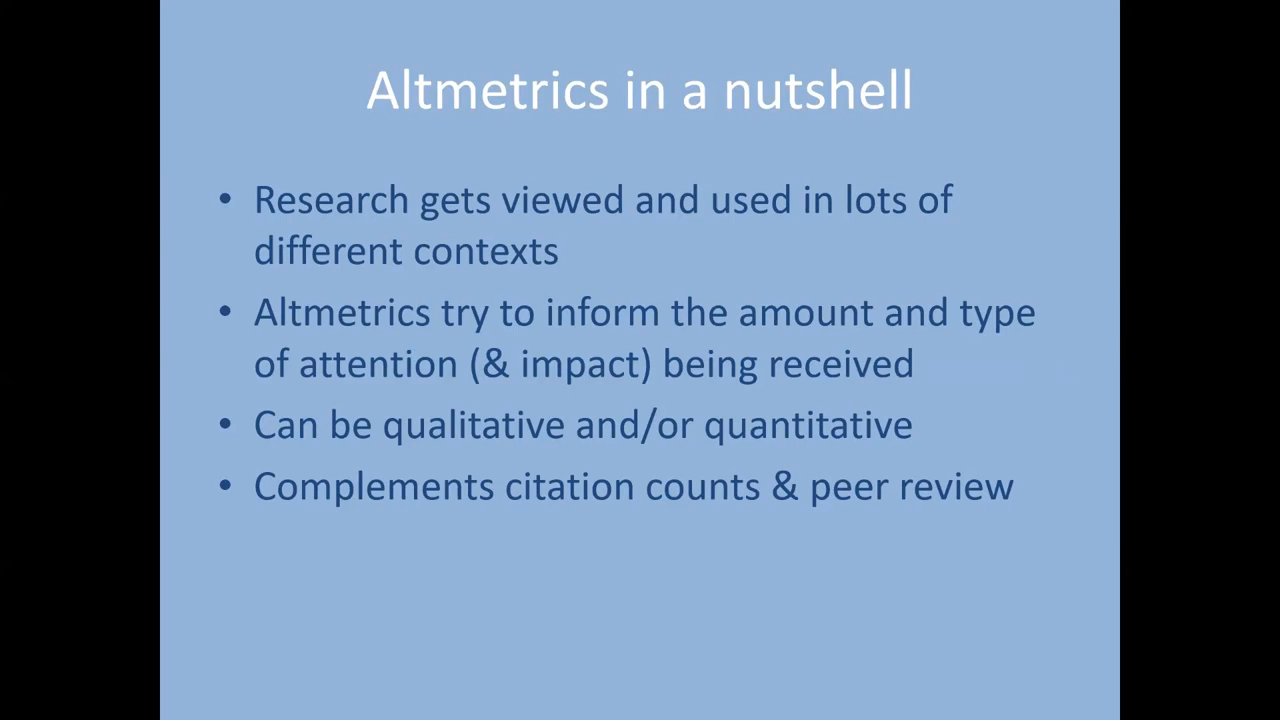 Altmetrics in a nutshell
• Research gets viewed and used in lots of
different contexts
• Altmetrics try to inform the amount and type
of attention (& impact) being received
• Can be qualitative and/or quantitative
• Complements citation counts & peer review